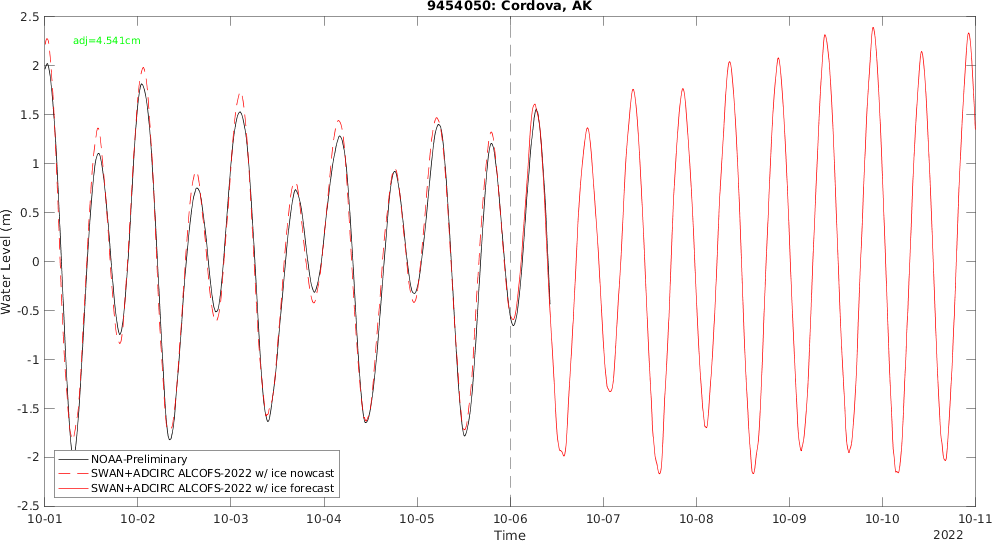 9454050: Cordova, AK
adj=4.541cm
2.5
2
1.5
1
0.5
0
-0.5
-1
-1.5
-2
-2.5
Water Level (m)
NOAA-Preliminary
SWAN+ADCIRC ALCOFS-2022 w/ ice nowcast
SWAN+ADCIRC ALCOFS-2022 w/ ice forecast
10-01 10-02 10-03 10-04 10-05 10-06 10-07 10-08 10-09 10-10 10-11
Time
2022